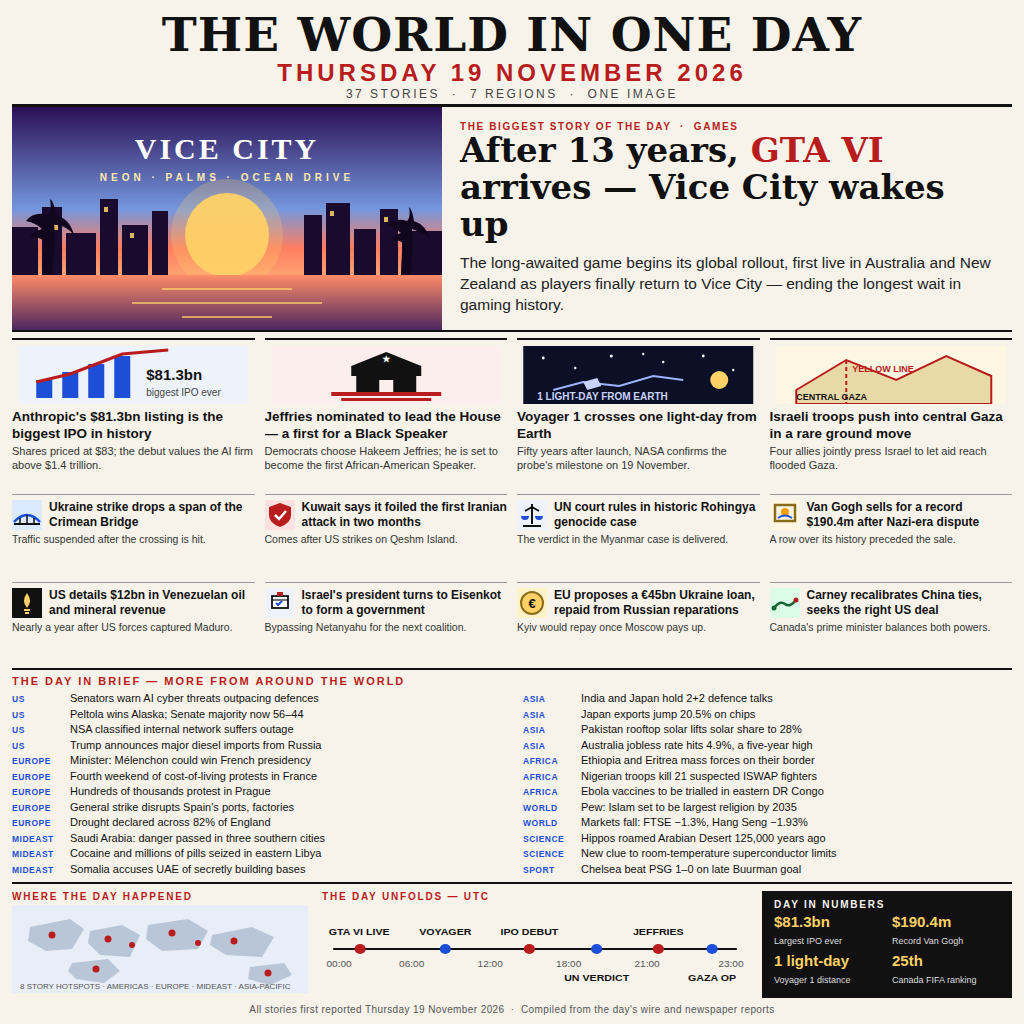 THE WORLD IN ONE DAY
THURSDAY 19 NOVEMBER 2026
37 STORIES · 7 REGIONS · ONE IMAGE
VICE CITY
NEON · PALMS · OCEAN DRIVE
THE BIGGEST STORY OF THE DAY · GAMES
After 13 years, GTA VI
arrives — Vice City wakes
up
The long-awaited game begins its global rollout, first live in Australia and New
Zealand as players finally return to Vice City — ending the longest wait in
gaming history.
$81.3bn
biggest IPO ever
Anthropic's $81.3bn listing is the
biggest IPO in history
Shares priced at $83; the debut values the AI firm
above $1.4 trillion.
Jeffries nominated to lead the House
— a first for a Black Speaker
Democrats choose Hakeem Jeffries; he is set to
become the first African-American Speaker.
1 LIGHT-DAY FROM EARTH
Voyager 1 crosses one light-day from
Earth
Fifty years after launch, NASA confirms the
probe's milestone on 19 November.
YELLOW LINE
CENTRAL GAZA
Israeli troops push into central Gaza
in a rare ground move
Four allies jointly press Israel to let aid reach
flooded Gaza.
Ukraine strike drops a span of the
Crimean Bridge
Traffic suspended after the crossing is hit.
Kuwait says it foiled the first Iranian
attack in two months
Comes after US strikes on Qeshm Island.
UN court rules in historic Rohingya
genocide case
The verdict in the Myanmar case is delivered.
Van Gogh sells for a record
$190.4m after Nazi-era dispute
A row over its history preceded the sale.
US details $12bn in Venezuelan oil
and mineral revenue
Nearly a year after US forces captured Maduro.
Israel's president turns to Eisenkot
to form a government
Bypassing Netanyahu for the next coalition.
€
EU proposes a €45bn Ukraine loan,
repaid from Russian reparations
Kyiv would repay once Moscow pays up.
Carney recalibrates China ties,
seeks the right US deal
Canada's prime minister balances both powers.
THE DAY IN BRIEF — MORE FROM AROUND THE WORLD
US Senators warn AI cyber threats outpacing defences
US Peltola wins Alaska; Senate majority now 56–44
US NSA classified internal network suffers outage
US Trump announces major diesel imports from Russia
EUROPE Minister: Mélenchon could win French presidency
EUROPE Fourth weekend of cost-of-living protests in France
EUROPE Hundreds of thousands protest in Prague
EUROPE General strike disrupts Spain's ports, factories
EUROPE Drought declared across 82% of England
MIDEAST Saudi Arabia: danger passed in three southern cities
MIDEAST Cocaine and millions of pills seized in eastern Libya
MIDEAST Somalia accuses UAE of secretly building bases
ASIA India and Japan hold 2+2 defence talks
ASIA Japan exports jump 20.5% on chips
ASIA Pakistan rooftop solar lifts solar share to 28%
ASIA Australia jobless rate hits 4.9%, a five-year high
AFRICA Ethiopia and Eritrea mass forces on their border
AFRICA Nigerian troops kill 21 suspected ISWAP fighters
AFRICA Ebola vaccines to be trialled in eastern DR Congo
WORLD Pew: Islam set to be largest religion by 2035
WORLD Markets fall: FTSE −1.3%, Hang Seng −1.93%
SCIENCE Hippos roamed Arabian Desert 125,000 years ago
SCIENCE New clue to room-temperature superconductor limits
SPORT Chelsea beat PSG 1–0 on late Buurman goal
WHERE THE DAY HAPPENED
8 STORY HOTSPOTS · AMERICAS · EUROPE · MIDEAST · ASIA-PACIFIC
THE DAY UNFOLDS — UTC
GTA VI LIVE VOYAGER IPO DEBUT JEFFRIES
00:00 06:00 12:00 18:00 21:00 23:00
UN VERDICT GAZA OP
DAY IN NUMBERS
$81.3bn $190.4m
Largest IPO ever Record Van Gogh
1 light-day 25th
Voyager 1 distance Canada FIFA ranking
All stories first reported Thursday 19 November 2026 · Compiled from the day's wire and newspaper reports